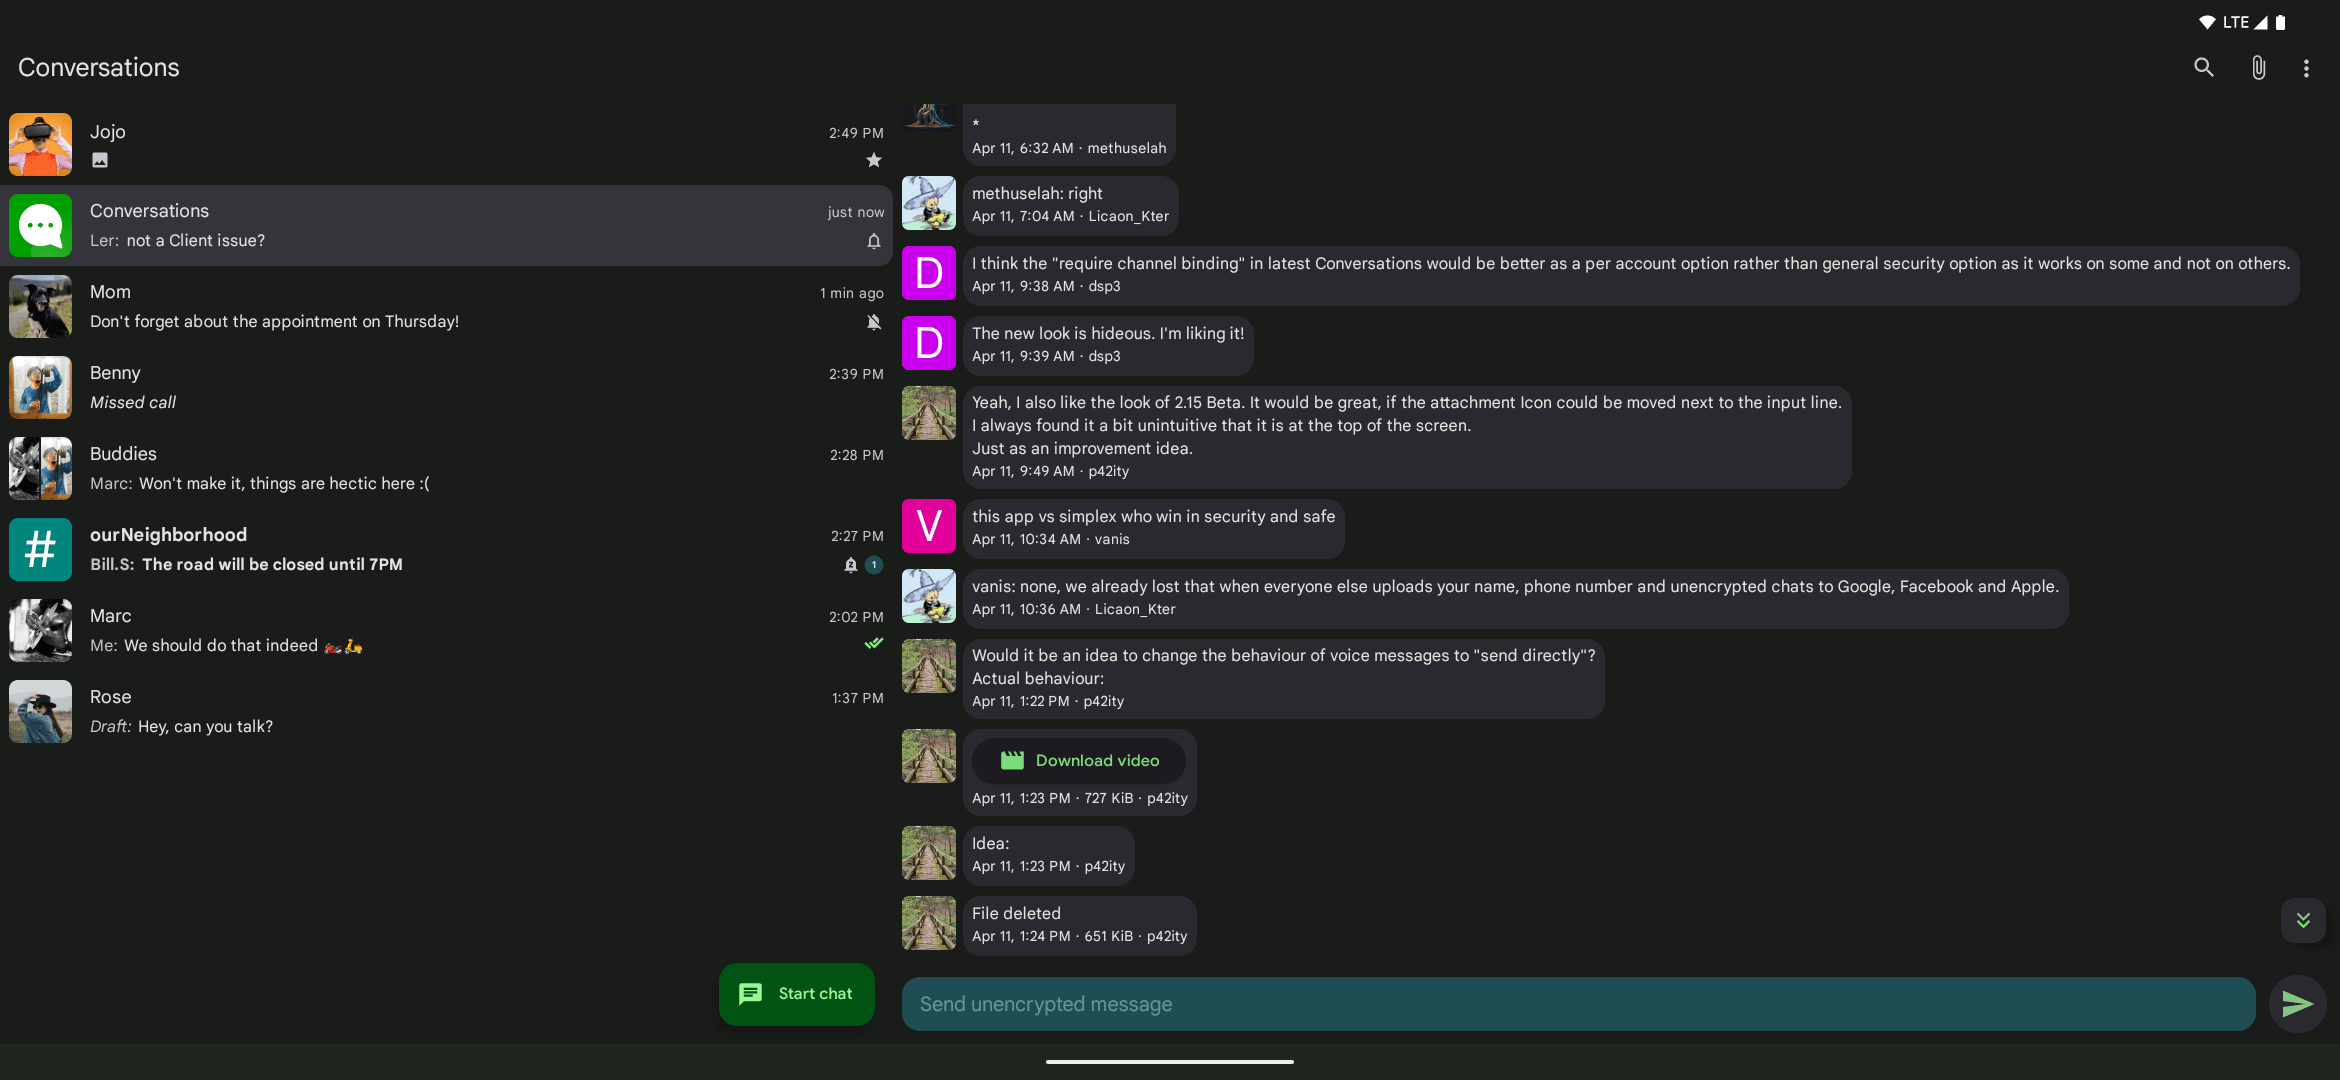 LTE
Conversations
Jojo
2:49 PM
Conversations
just now
Ler: not a Client issue?
Mom
1 min ago
Don't forget about the appointment on Thursday!
Benny
2:39 PM
Missed call
Buddies
2:28 PM
Marc: Won't make it, things are hectic here :(
#
ourNeighborhood
2:27 PM
Bill.S: The road will be closed until 7PM
1
Marc
2:02 PM
Me: We should do that indeed 🏍️🛵
Rose
1:37 PM
Draft: Hey, can you talk?
Start chat
*
Apr 11, 6:32 AM · methuselah
methuselah: right
Apr 11, 7:04 AM · Licaon_Kter
D
I think the "require channel binding" in latest Conversations would be better as a per account option rather than general security option as it works on some and not on others.
Apr 11, 9:38 AM · dsp3
D
The new look is hideous. I'm liking it!
Apr 11, 9:39 AM · dsp3
Yeah, I also like the look of 2.15 Beta. It would be great, if the attachment Icon could be moved next to the input line.
I always found it a bit unintuitive that it is at the top of the screen.
Just as an improvement idea.
Apr 11, 9:49 AM · p42ity
V
this app vs simplex who win in security and safe
Apr 11, 10:34 AM · vanis
vanis: none, we already lost that when everyone else uploads your name, phone number and unencrypted chats to Google, Facebook and Apple.
Apr 11, 10:36 AM · Licaon_Kter
Would it be an idea to change the behaviour of voice messages to "send directly"?
Actual behaviour:
Apr 11, 1:22 PM · p42ity
Download video
Apr 11, 1:23 PM · 727 KiB · p42ity
Idea:
Apr 11, 1:23 PM · p42ity
File deleted
Apr 11, 1:24 PM · 651 KiB · p42ity
Send unencrypted message